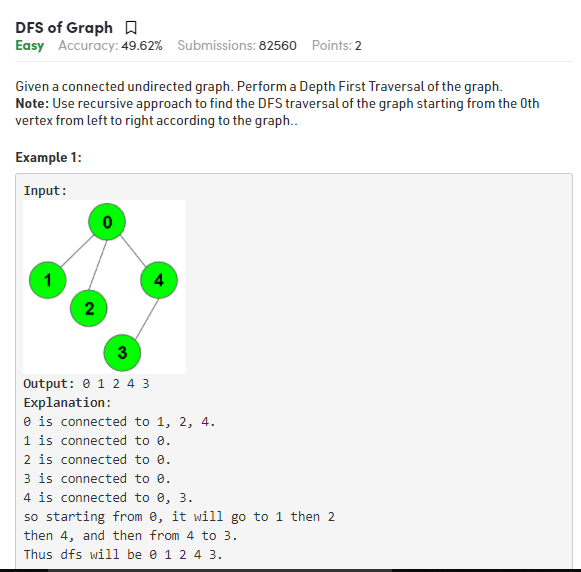 DFS of Graph
Easy Accuracy: 49.62% Submissions: 82560 Points: 2
Given a connected undirected graph. Perform a Depth First Traversal of the graph.
Note: Use recursive approach to find the DFS traversal of the graph starting from the 0th
vertex from left to right according to the graph..
Example 1:
Input:
0
1
4
2
3
Output: 0 1 2 4 3
Explanation:
0 is connected to 1, 2, 4.
1 is connected to 0.
2 is connected to 0.
3 is connected to 0.
4 is connected to 0, 3.
so starting from 0, it will go to 1 then 2
then 4, and then from 4 to 3.
Thus dfs will be 0 1 2 4 3.